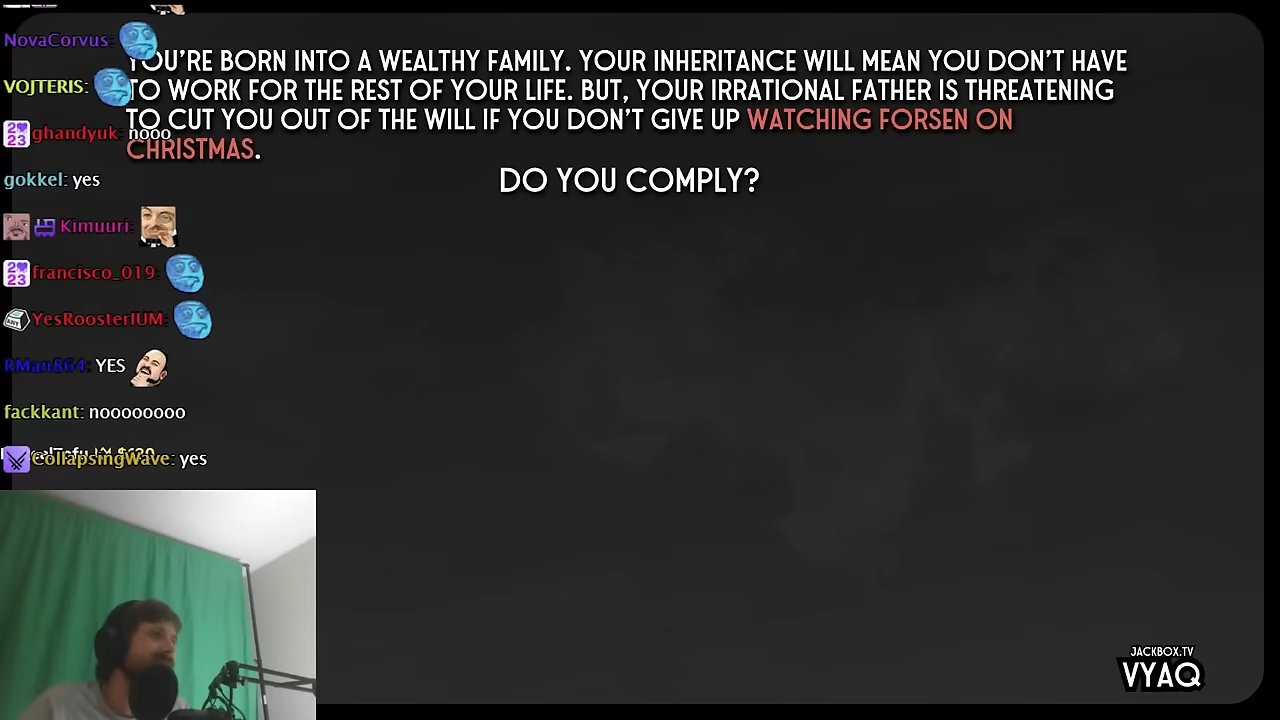 NovaCorvus:
VOJTERIS:
ghandyuk: nooo
gokkel: yes
Kimuuri:
francisco_019:
YesRoosterIUM:
RMan864: YES
fackkant: noooooooo
CollapsingWave: yes
YOU'RE BORN INTO A WEALTHY FAMILY. YOUR INHERITANCE WILL MEAN YOU DON'T HAVE
TO WORK FOR THE REST OF YOUR LIFE. BUT, YOUR IRRATIONAL FATHER IS THREATENING
TO CUT YOU OUT OF THE WILL IF YOU DON'T GIVE UP WATCHING FORSEN ON
CHRISTMAS.
DO YOU COMPLY?
JACKBOX.TV
VYAQ